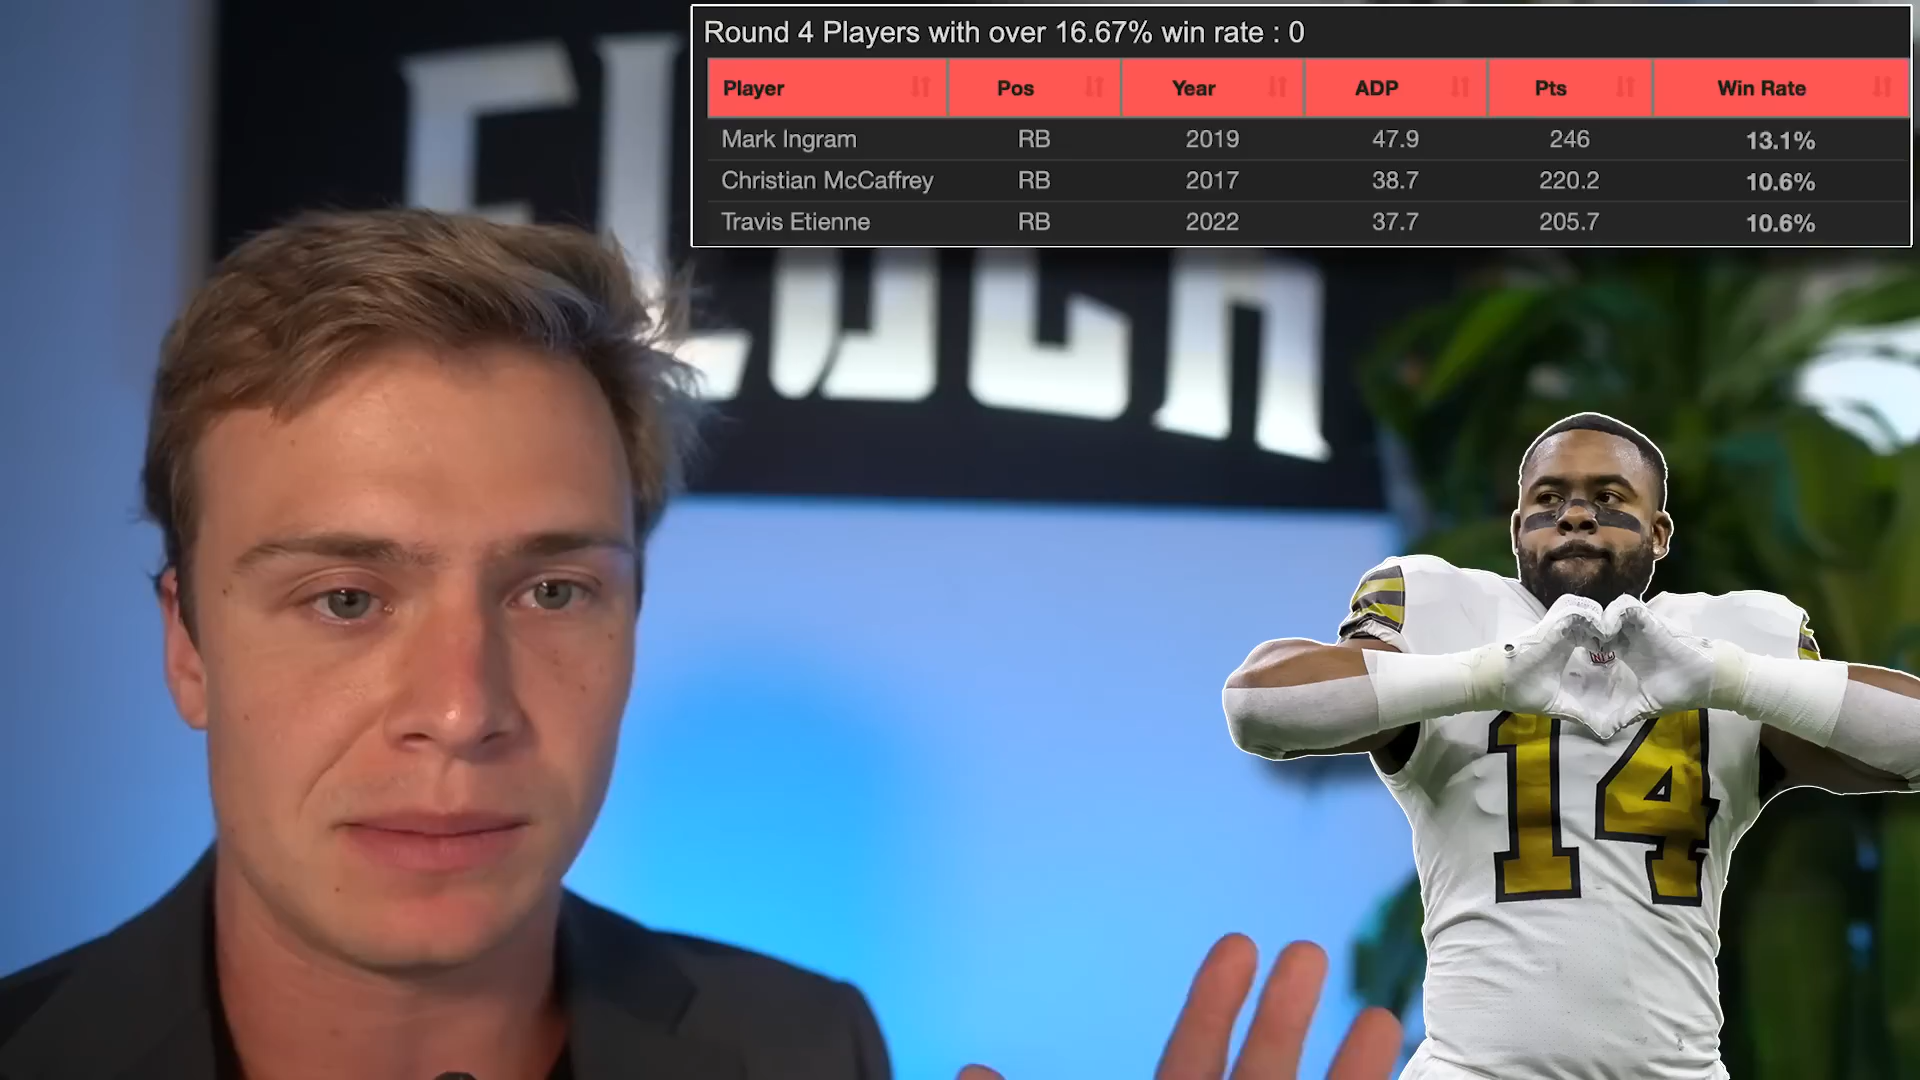 Round 4 Players with over 16.67% win rate : 0
Player Pos Year ADP Pts Win Rate
Mark Ingram RB 2019 47.9 246 13.1%
Christian McCaffrey RB 2017 38.7 220.2 10.6%
Travis Etienne RB 2022 37.7 205.7 10.6%
FLOCK
NFL
14